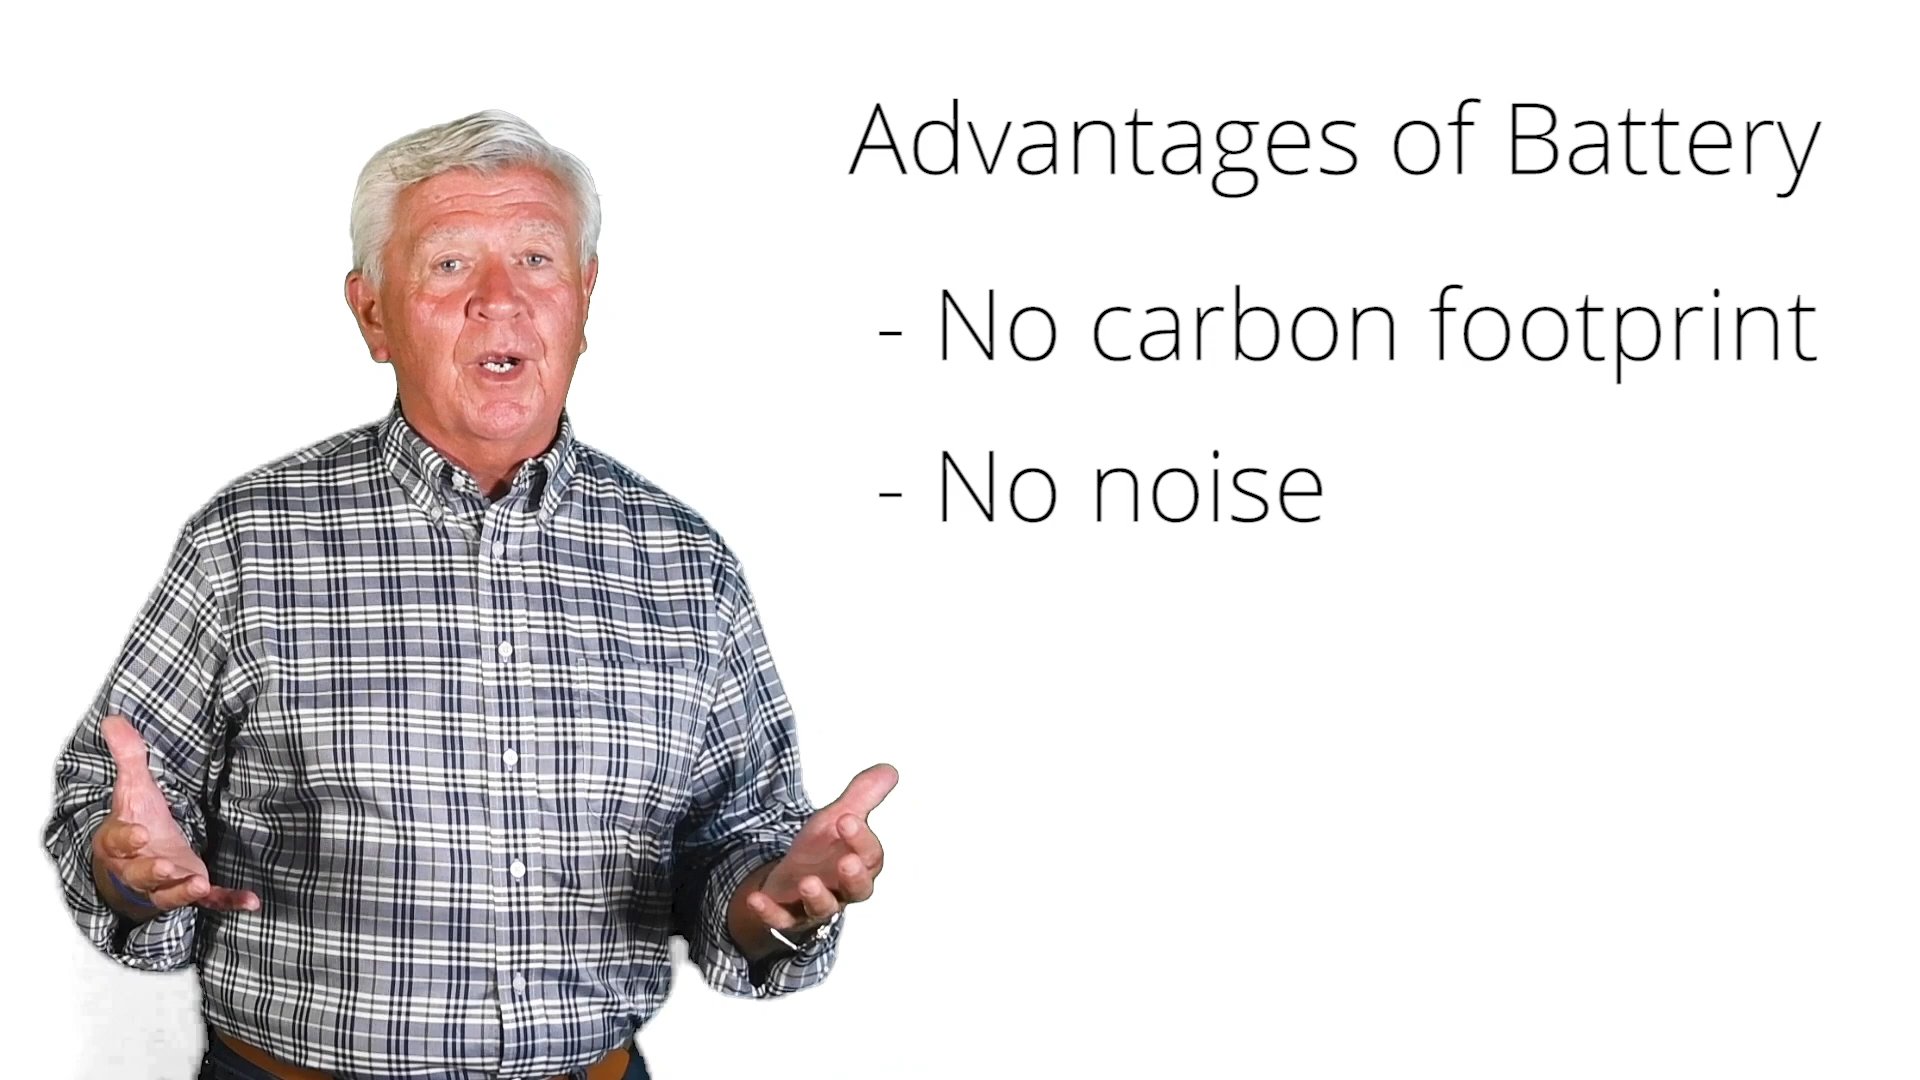 Advantages of Battery
- No carbon footprint
- No noise